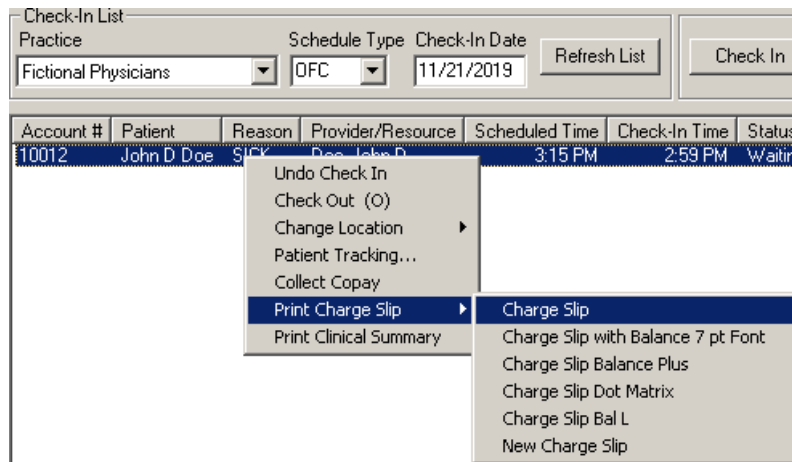 Check-In List
Practice Schedule Type Check-In Date
Fictional Physicians OFC 11/21/2019 Refresh List Check In
Account # Patient Reason Provider/Resource Scheduled Time Check-In Time Status
10012 John D Doe SICK Doe, John D 3:15 PM 2:59 PM
Undo Check In
Check Out (O)
Change Location
Patient Tracking...
Collect Copay
Print Charge Slip Charge Slip
Print Clinical Summary Charge Slip with Balance 7 pt Font
Charge Slip Balance Plus
Charge Slip Dot Matrix
Charge Slip Bal L
New Charge Slip